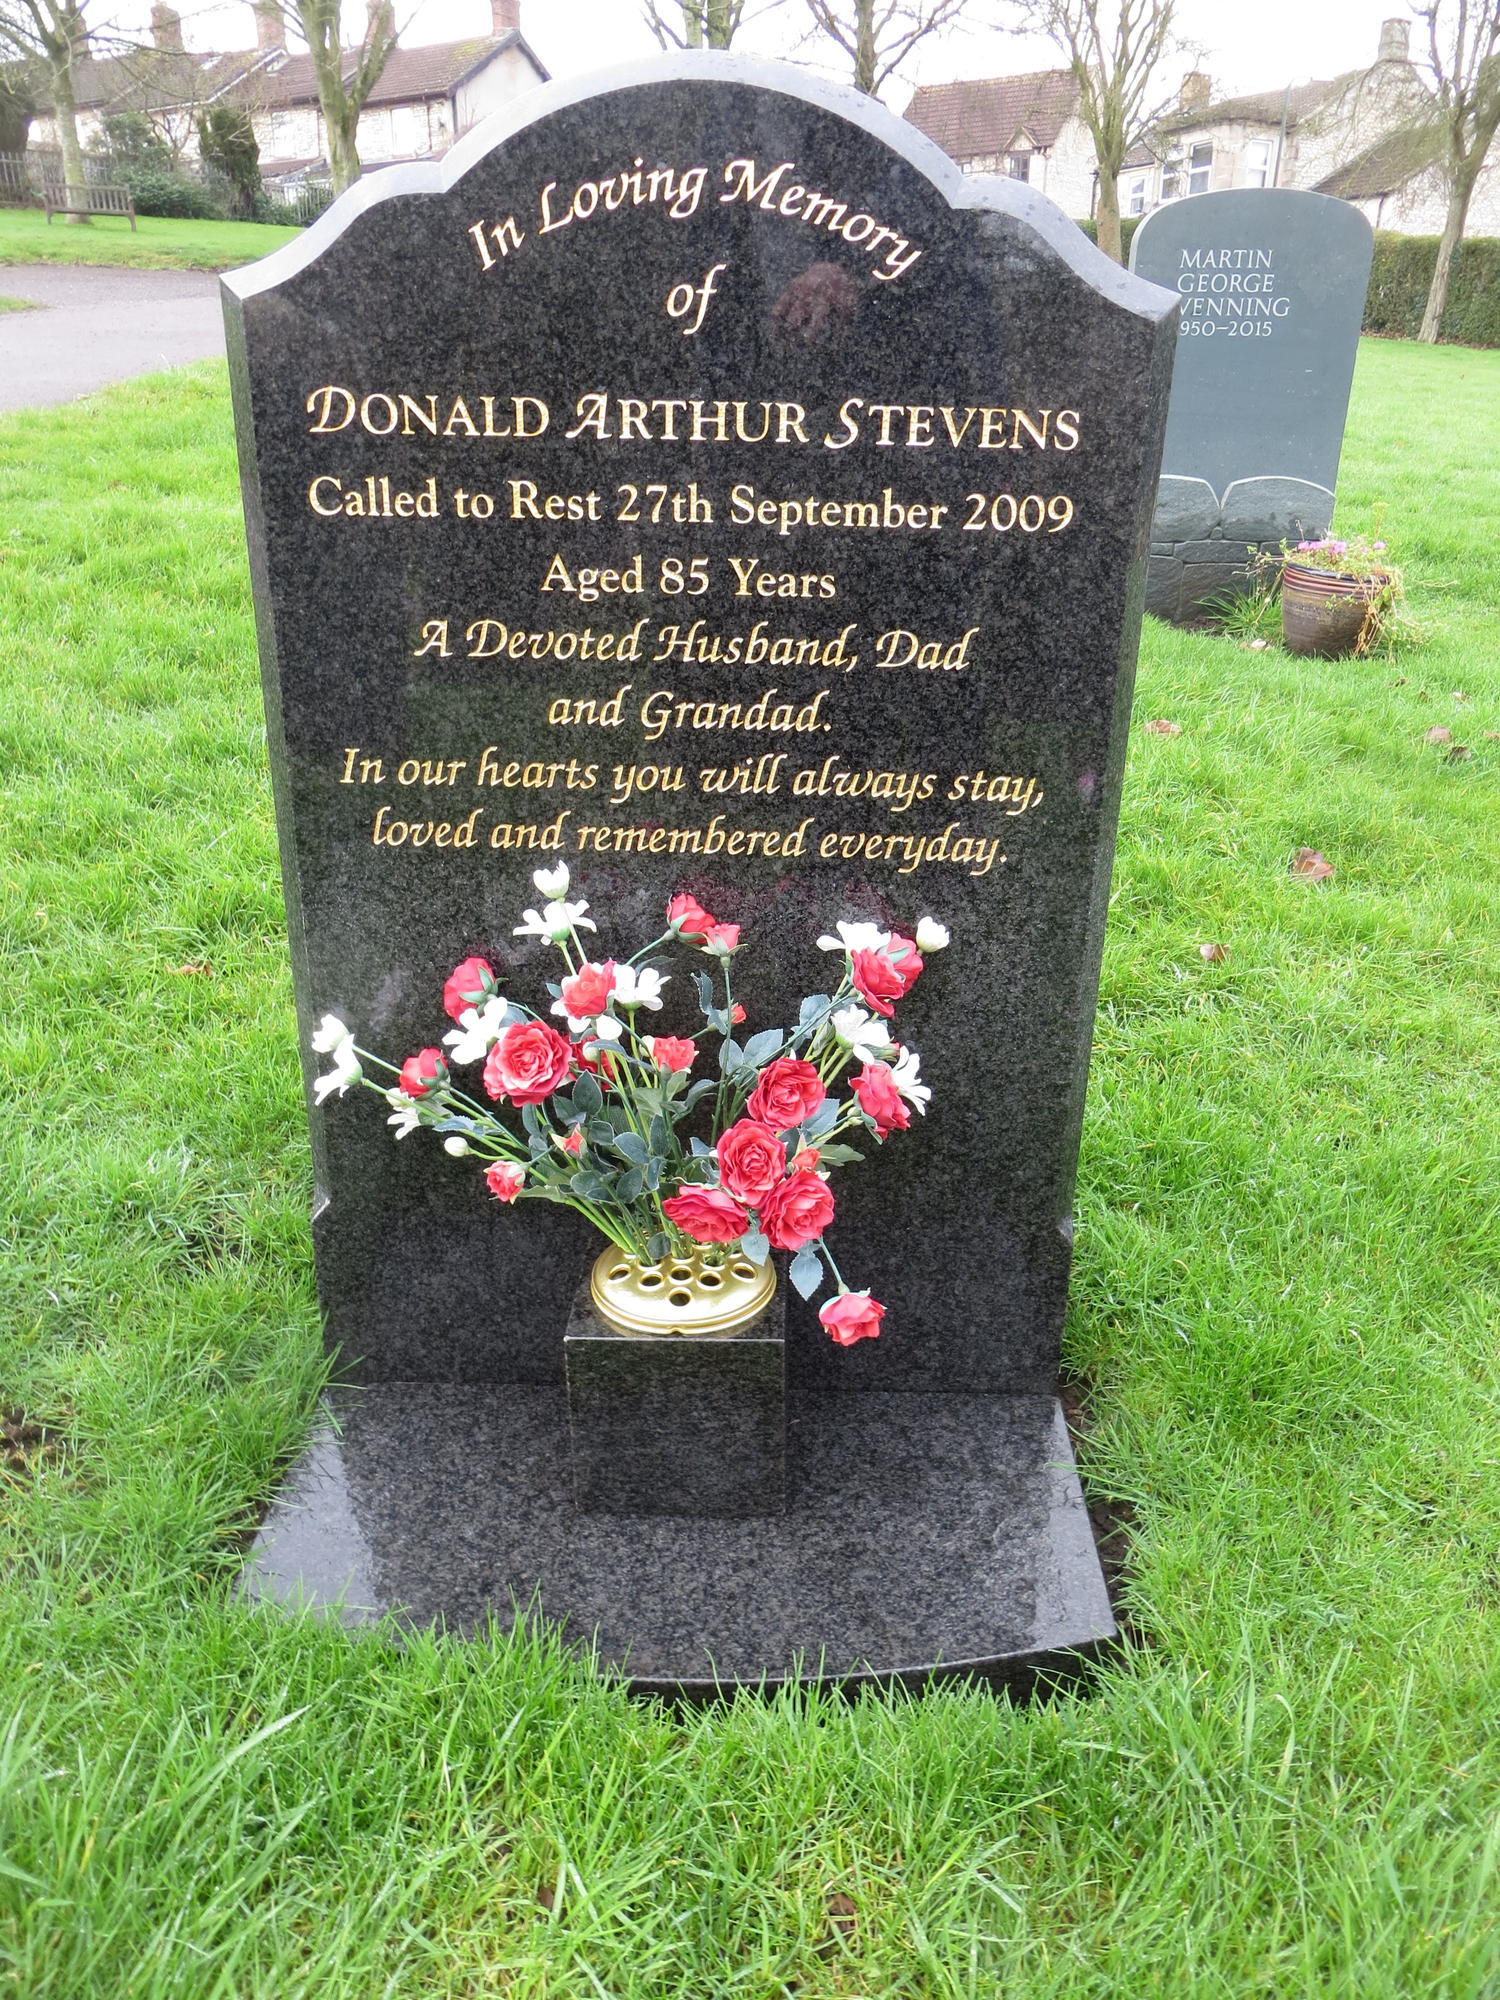 In Loving Memory
of
DONALD ARTHUR STEVENS
Called to Rest 27th September 2009
Aged 85 Years
A Devoted Husband, Dad
and Grandad.
In our hearts you will always stay,
loved and remembered everyday.
MARTIN
GEORGE
VENNING
950–2015